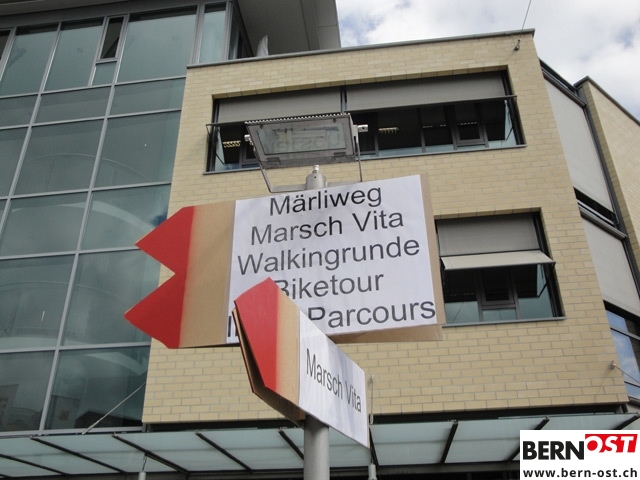 Märliweg
Marsch Vita
Walkingrunde
Biketour
Parcours
Marsch Vita
BERNOST
www.bern-ost.ch